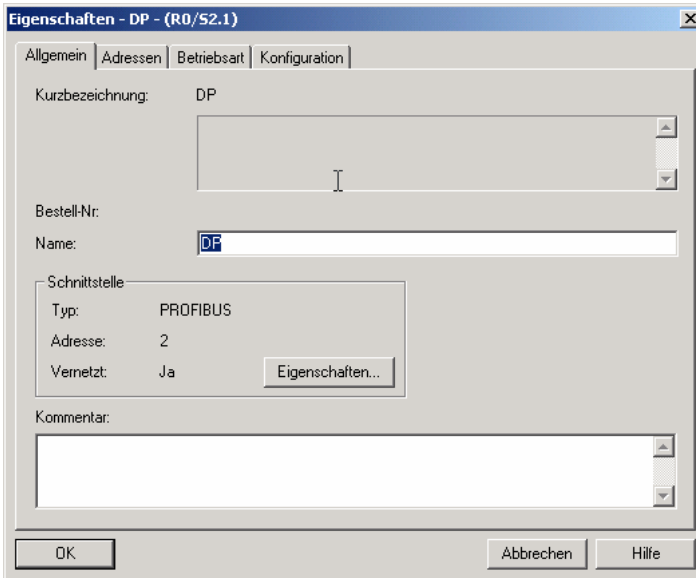 Eigenschaften - DP - (R0/S2.1)
Allgemein Adressen Betriebsart Konfiguration
Kurzbezeichnung: DP
Bestell-Nr:
Name: DP
Schnittstelle
Typ: PROFIBUS
Adresse: 2
Vernetzt: Ja Eigenschaften...
Kommentar:
OK Abbrechen Hilfe